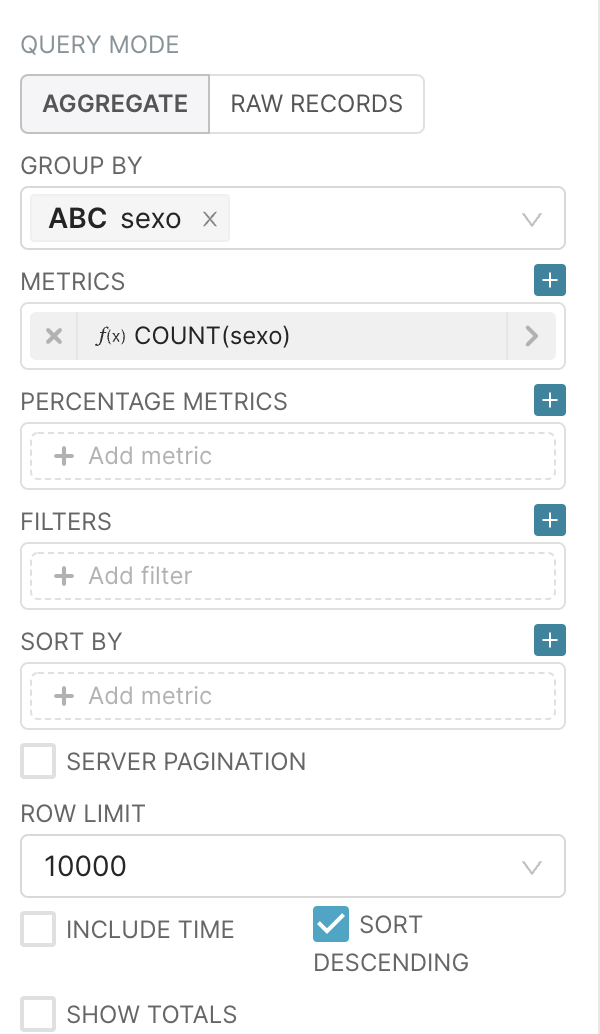 QUERY MODE
AGGREGATE RAW RECORDS
GROUP BY
ABC sexo
METRICS
f(x) COUNT(sexo)
PERCENTAGE METRICS
Add metric
FILTERS
Add filter
SORT BY
Add metric
SERVER PAGINATION
ROW LIMIT
10000
INCLUDE TIME
SORT
DESCENDING
SHOW TOTALS